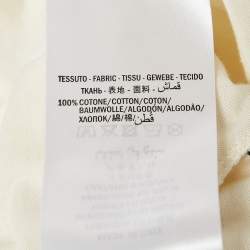 TESSUTO - FABRIC - TISSU - GEWEBE - TECIDO
ТКАНЬ - 表地 - 面料 - قماش
100% COTONE/COTTON/COTON/
BAUMWOLLE/ALGODÓN/ALGODÃO/
ХЛОПОК/綿/棉/قطن